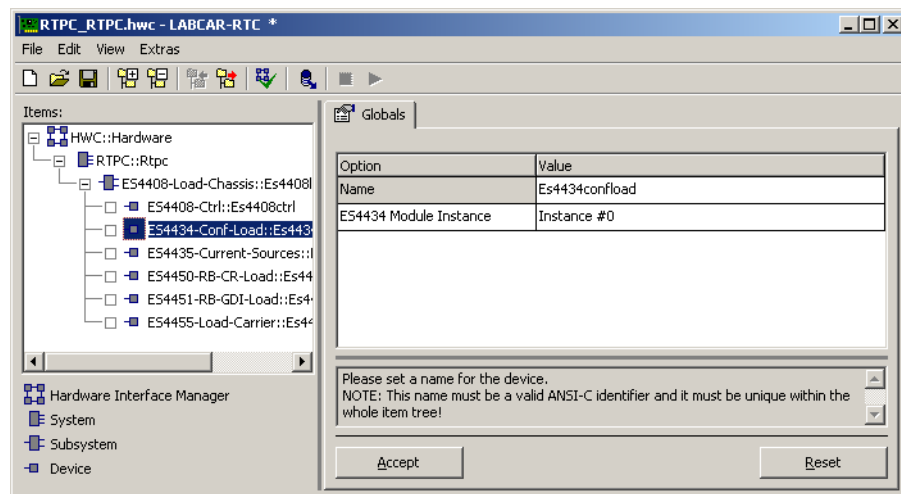 RTPC_RTPC.hwc - LABCAR-RTC *
File Edit View Extras
Items:
HWC::Hardware
RTPC::Rtpc
ES4408-Load-Chassis::Es4408l
ES4408-Ctrl::Es4408ctrl
ES4434-Conf-Load::Es443
ES4435-Current-Sources::
ES4450-RB-CR-Load::Es44
ES4451-RB-GDI-Load::Es4
ES4455-Load-Carrier::Es44
Hardware Interface Manager
System
Subsystem
Device
Globals
Option Value
Name Es4434confload
ES4434 Module Instance Instance #0
Please set a name for the device.
NOTE: This name must be a valid ANSI-C identifier and it must be unique within the
whole item tree!
Accept Reset